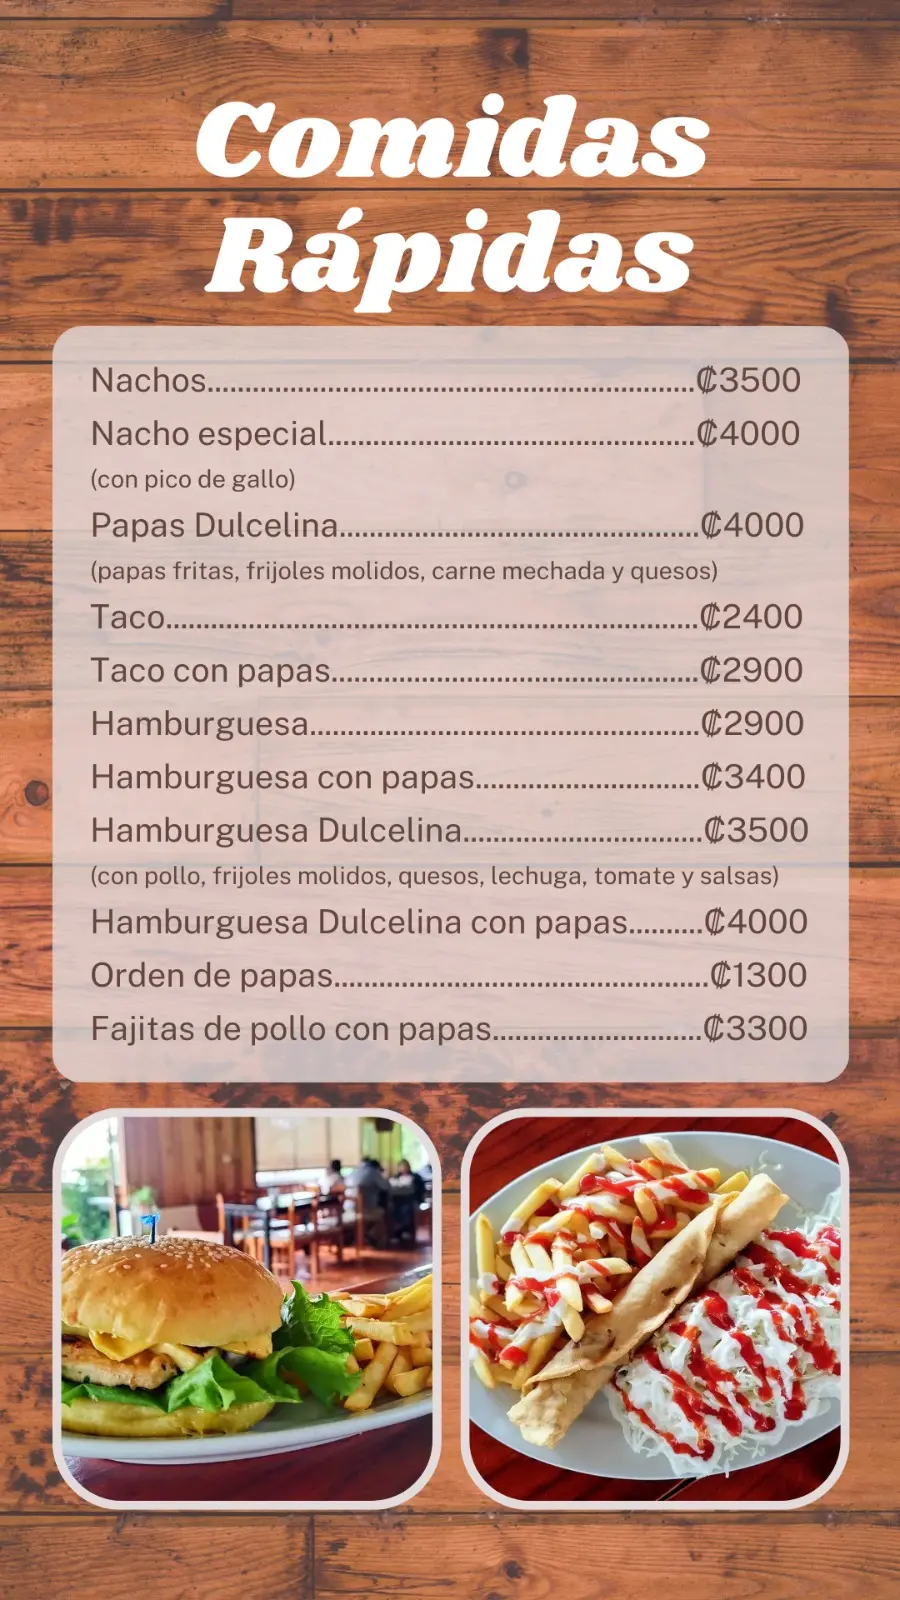 Comidas
Rápidas
Nachos................................................................₡3500
Nacho especial................................................₡4000
(con pico de gallo)
Papas Dulcelina...............................................₡4000
(papas fritas, frijoles molidos, carne mechada y quesos)
Taco......................................................................₡2400
Taco con papas................................................₡2900
Hamburguesa...................................................₡2900
Hamburguesa con papas.............................₡3400
Hamburguesa Dulcelina...............................₡3500
(con pollo, frijoles molidos, quesos, lechuga, tomate y salsas)
Hamburguesa Dulcelina con papas..........₡4000
Orden de papas.................................................₡1300
Fajitas de pollo con papas...........................₡3300